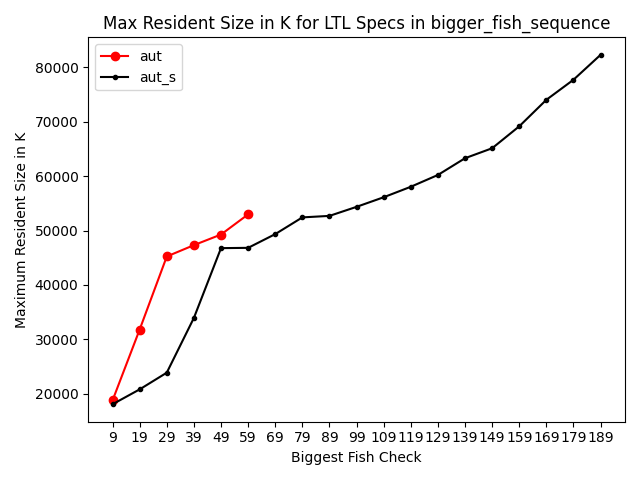 Max Resident Size in K for LTL Specs in bigger_fish_sequence
aut
aut_s
Maximum Resident Size in K
80000
70000
60000
50000
40000
30000
20000
9 19 29 39 49 59 69 79 89 99 109 119 129 139 149 159 169 179 189
Biggest Fish Check